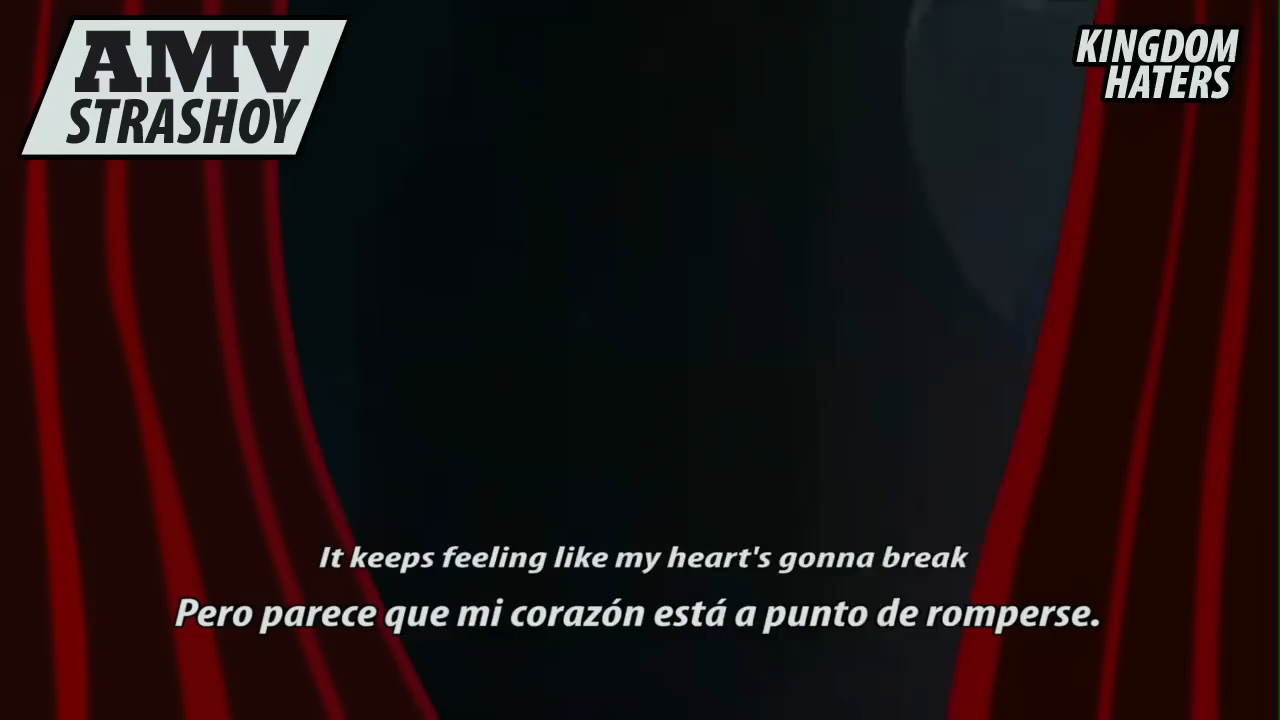 AMV
STRASHOY
KINGDOM
HATERS
It keeps feeling like my heart's gonna break
Pero parece que mi corazón está a punto de romperse.